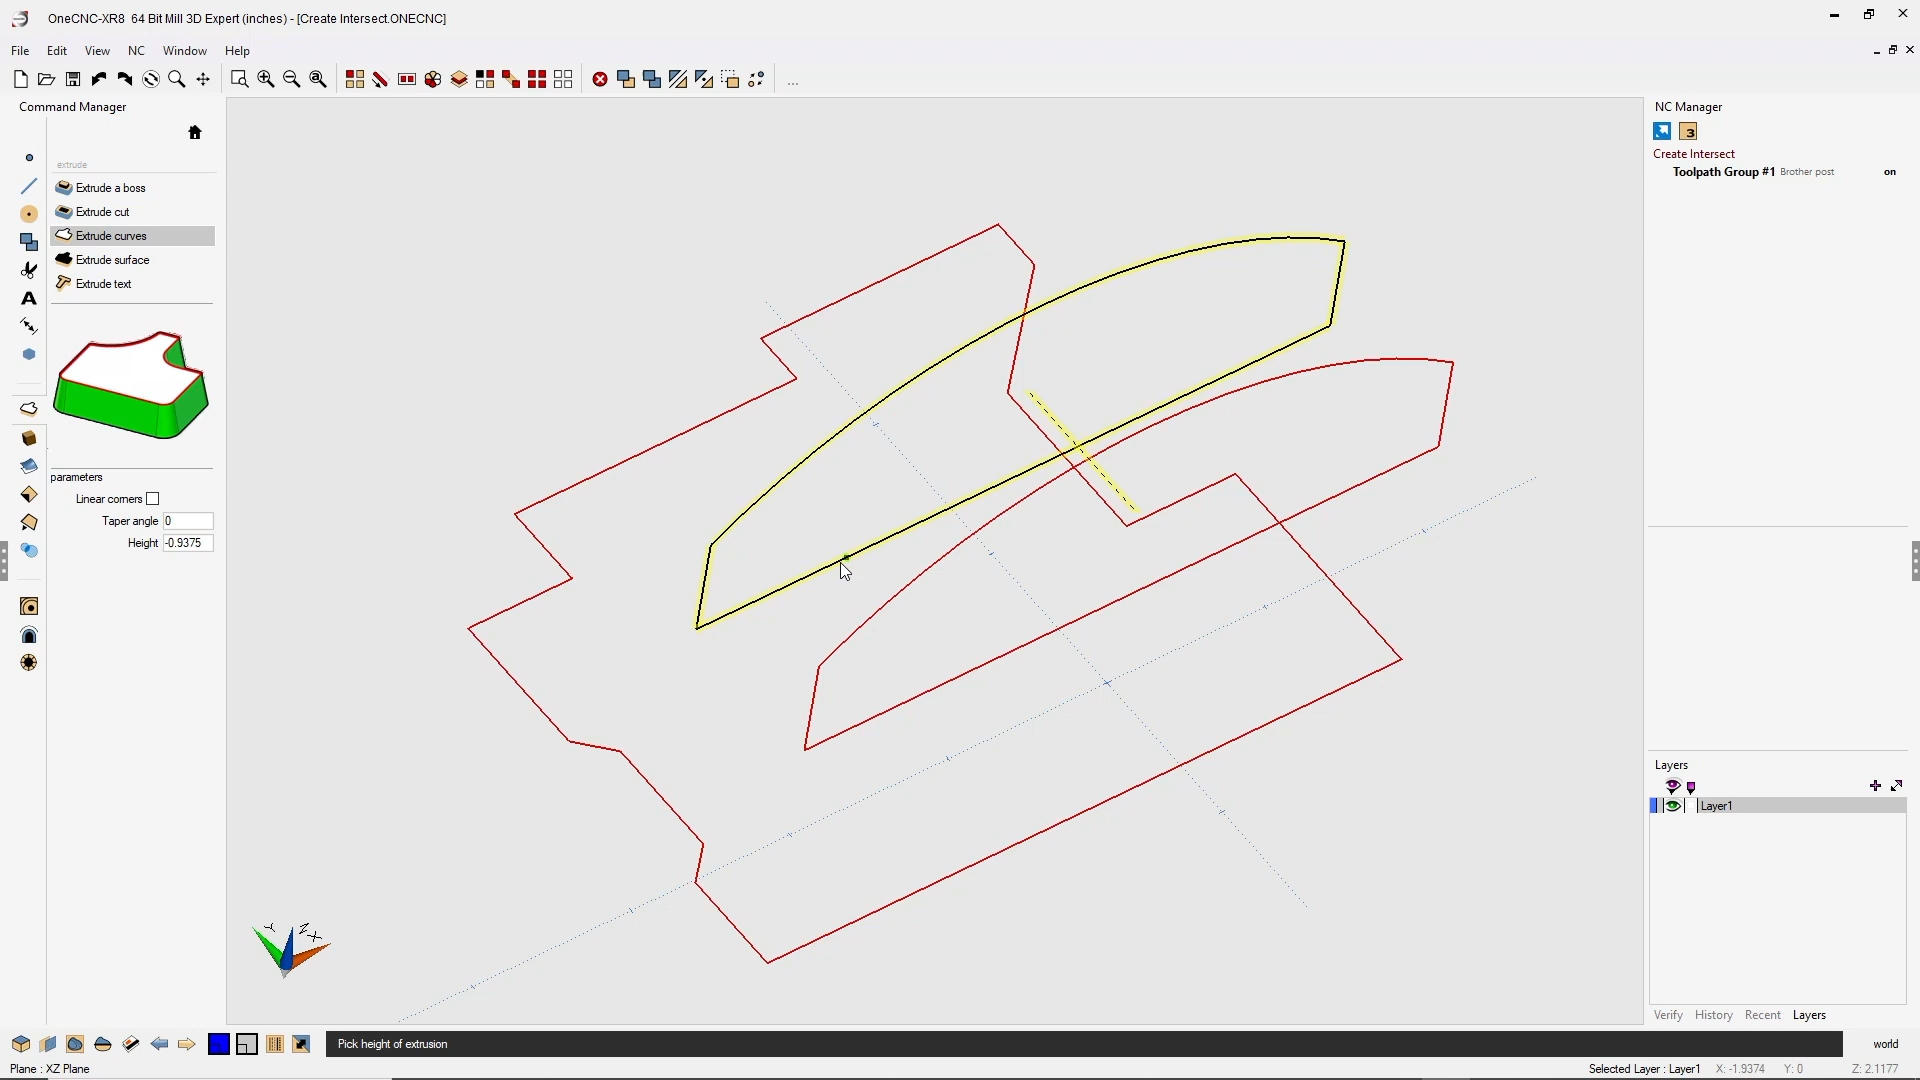 OneCNC-XR8 64 Bit Mill 3D Expert (inches) - [Create Intersect.ONECNC]
File Edit View NC Window Help
...
Command Manager
extrude
Extrude a boss
Extrude cut
Extrude curves
Extrude surface
Extrude text
parameters
Linear corners
Taper angle 0
Height -0.9375
Y Z X
NC Manager
3
Create Intersect
Toolpath Group #1 Brother post on
Layers
Layer1
Verify History Recent Layers
Pick height of extrusion
world
Plane : XZ Plane
Selected Layer : Layer1 X: -1.9374 Y: 0 Z: 2.1177